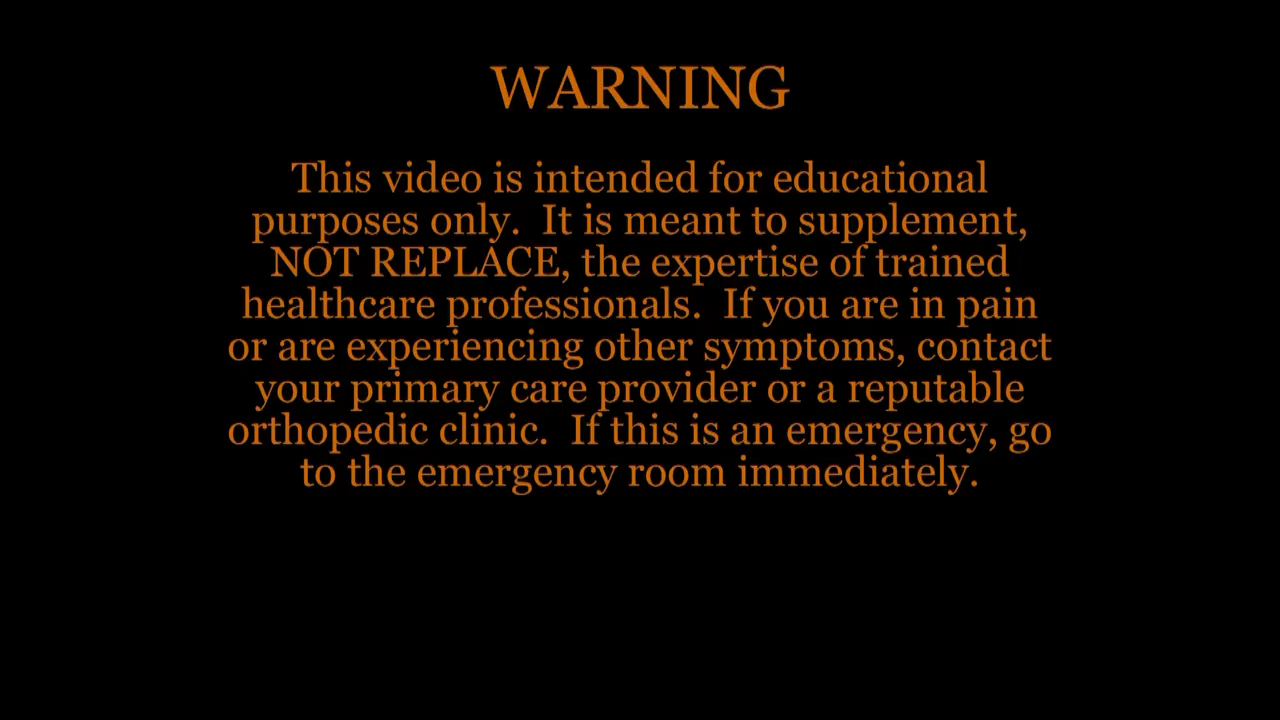 WARNING
This video is intended for educational
purposes only.  It is meant to supplement,
NOT REPLACE, the expertise of trained
healthcare professionals.  If you are in pain
or are experiencing other symptoms, contact
your primary care provider or a reputable
orthopedic clinic.  If this is an emergency, go
to the emergency room immediately.